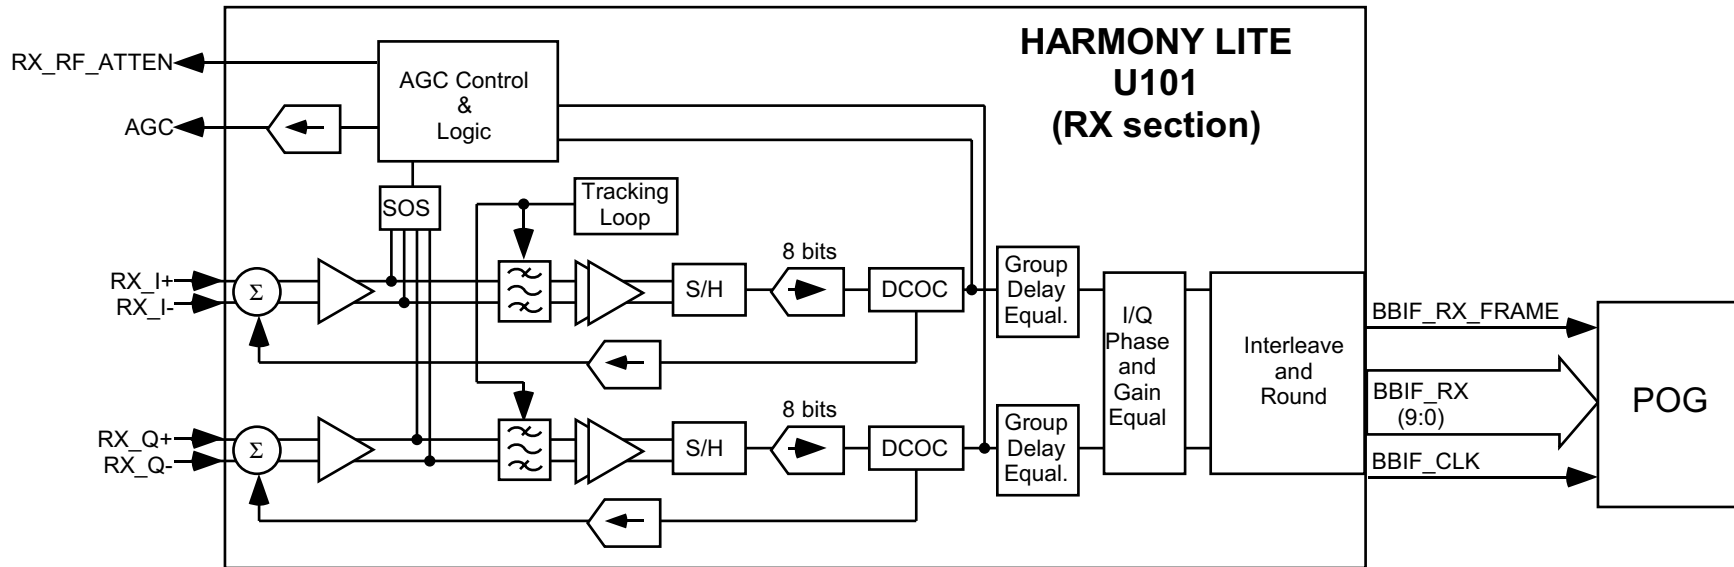 HARMONY LITE
U101
(RX section)
RX_RF_ATTEN
AGC
AGC Control
&
Logic
SOS
Tracking
Loop
RX_I+
RX_I-
Σ
S/H
8 bits
DCOC
Group
Delay
Equal.
I/Q
Phase
and
Gain
Equal
Interleave
and
Round
BBIF_RX_FRAME
BBIF_RX
(9:0)
BBIF_CLK
POG
RX_Q+
RX_Q-
Σ
S/H
8 bits
DCOC
Group
Delay
Equal.